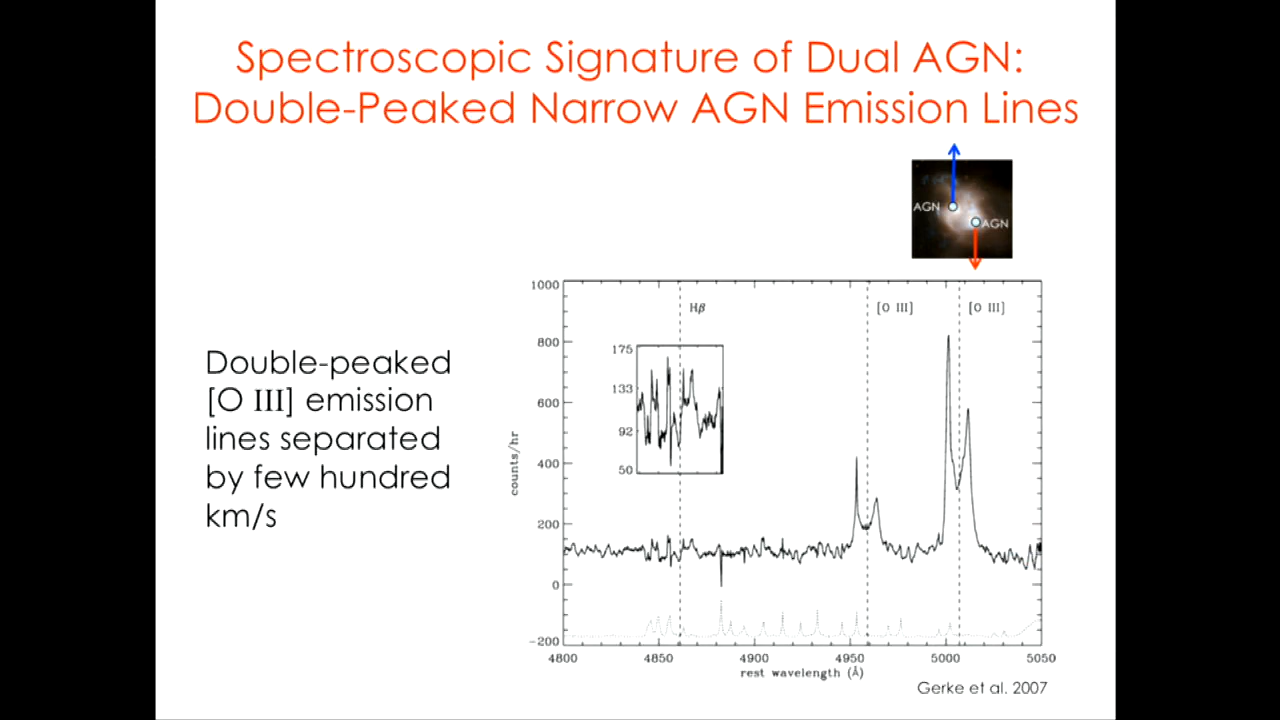 Spectroscopic Signature of Dual AGN:
Double-Peaked Narrow AGN Emission Lines
AGN
AGN
Double-peaked
[O III] emission
lines separated
by few hundred
km/s
1000
800
600
400
200
0
-200
counts/hr
Hβ
[O III]
[O III]
175
133
92
50
4800
4850
4900
4950
5000
5050
rest wavelength (Å)
Gerke et al. 2007